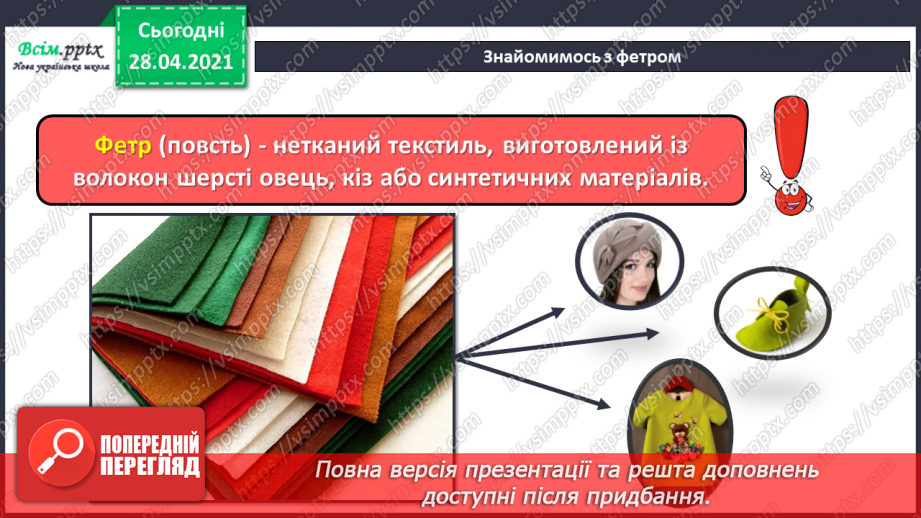 Всім.pptx
Нова українська школа
Сьогодні
28.04.2021
Знайомимось з фетром
Фетр (повсть) - нетканий текстиль, виготовлений із
волокон шерсті овець, кіз або синтетичних матеріалів.
ПОПЕРЕДНІЙ
ПЕРЕГЛЯД
Повна версія презентації та решта доповнень
доступні після придбання.
https://vsimpptx.com